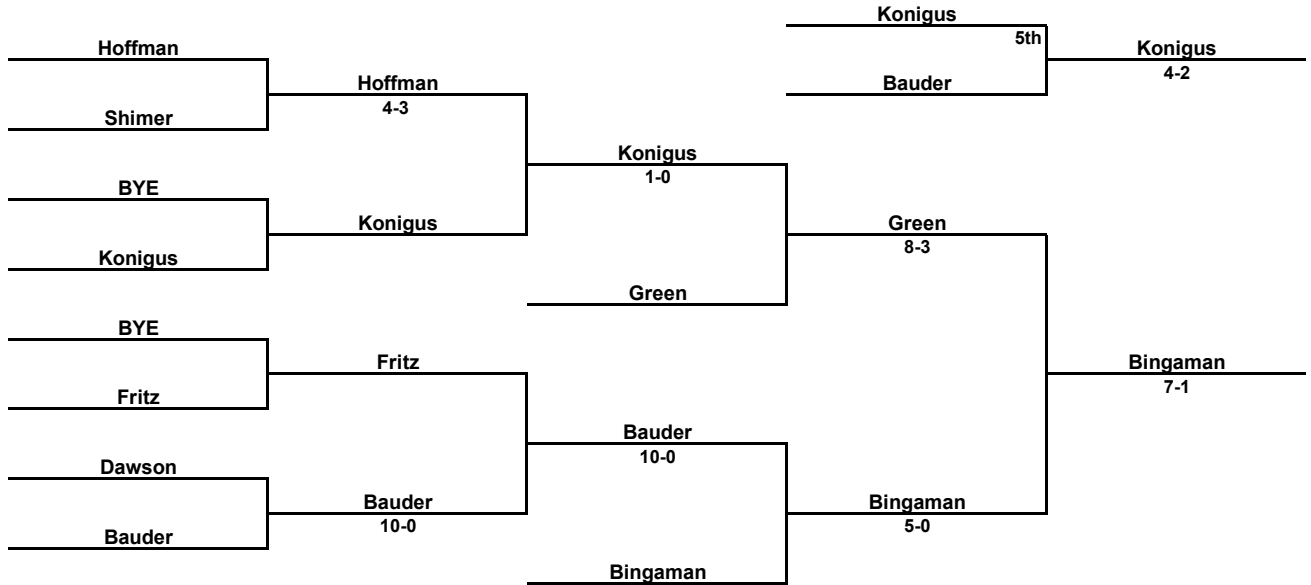 Konigus
5th
Hoffman
Konigus
4-2
Hoffman
4-3
Bauder
Shimer
Konigus
1-0
BYE
Konigus
Green
8-3
Konigus
Green
BYE
Fritz
Bingaman
7-1
Fritz
Bauder
10-0
Dawson
Bauder
10-0
Bingaman
5-0
Bauder
Bingaman